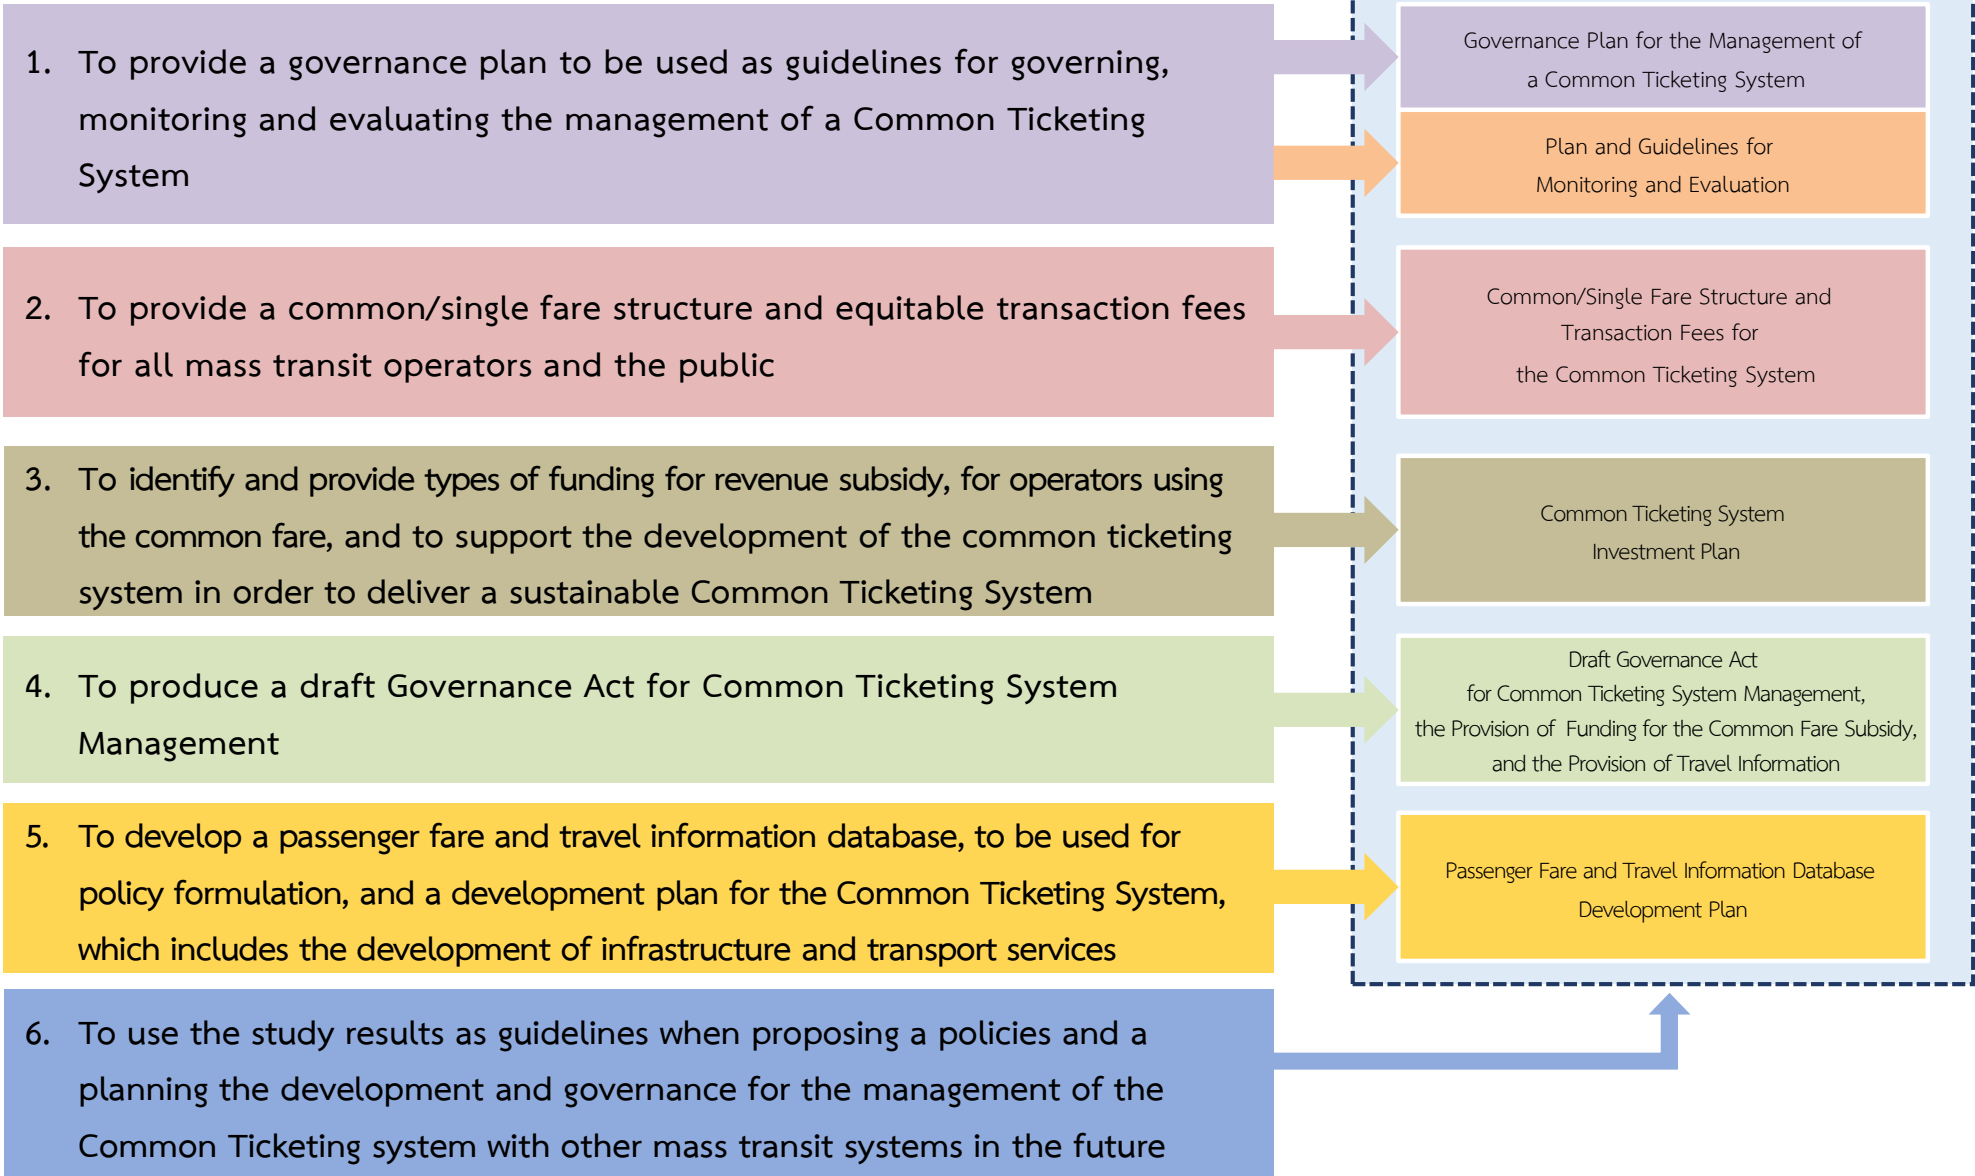 1. To provide a governance plan to be used as guidelines for governing,
monitoring and evaluating the management of a Common Ticketing
System
Governance Plan for the Management of
a Common Ticketing System
Plan and Guidelines for
Monitoring and Evaluation
2. To provide a common/single fare structure and equitable transaction fees
for all mass transit operators and the public
Common/Single Fare Structure and
Transaction Fees for
the Common Ticketing System
3. To identify and provide types of funding for revenue subsidy, for operators using
the common fare, and to support the development of the common ticketing
system in order to deliver a sustainable Common Ticketing System
Common Ticketing System
Investment Plan
4. To produce a draft Governance Act for Common Ticketing System
Management
Draft Governance Act
for Common Ticketing System Management,
the Provision of Funding for the Common Fare Subsidy,
and the Provision of Travel Information
5. To develop a passenger fare and travel information database, to be used for
policy formulation, and a development plan for the Common Ticketing System,
which includes the development of infrastructure and transport services
Passenger Fare and Travel Information Database
Development Plan
6. To use the study results as guidelines when proposing a policies and a
planning the development and governance for the management of the
Common Ticketing system with other mass transit systems in the future